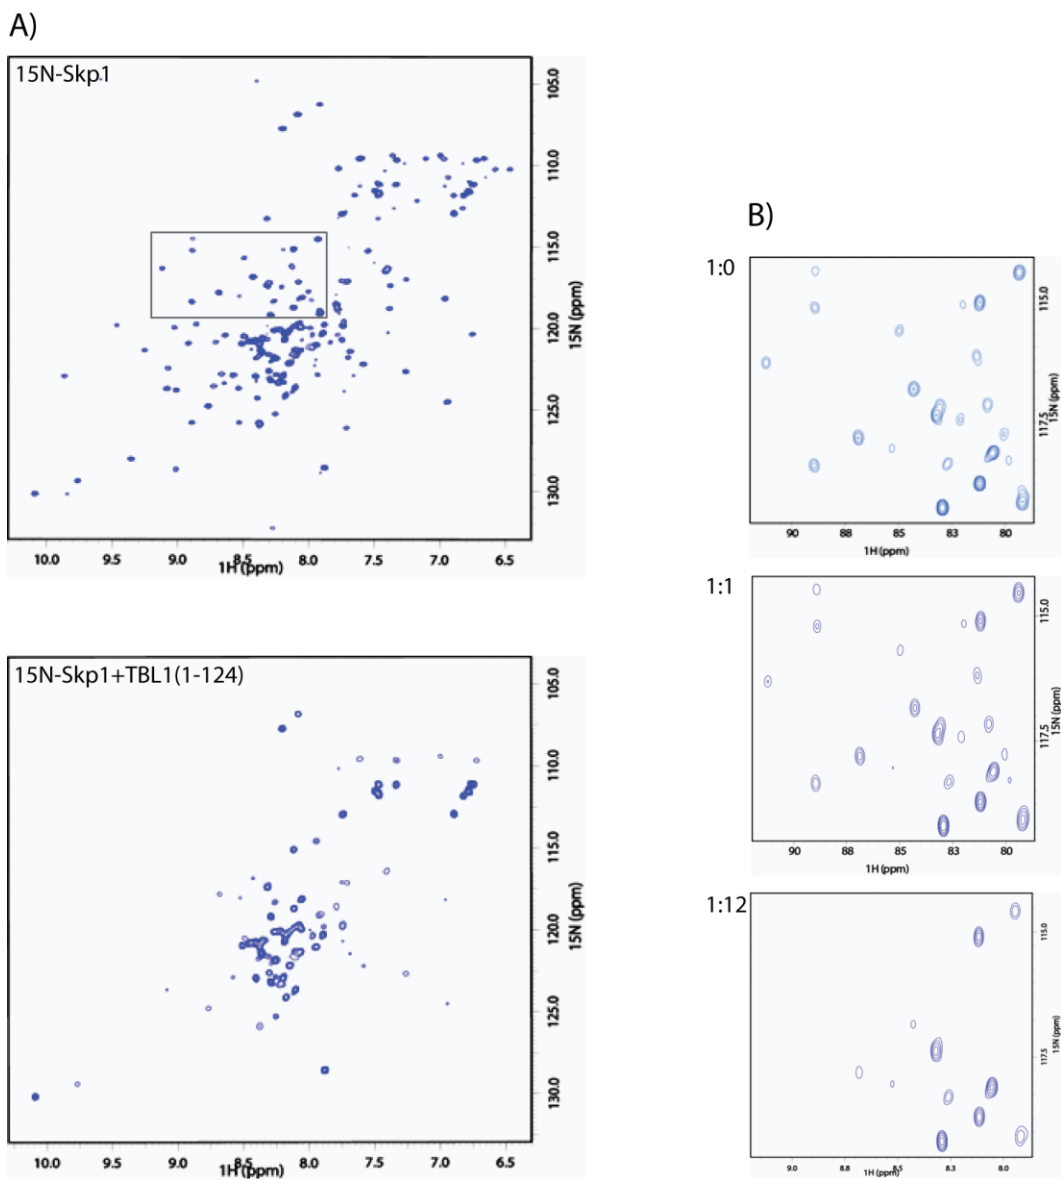 A)
15N-Skp1
105.0
110.0
115.0
120.0
125.0
130.0
15N (ppm)
10.0 9.5 9.0 8.5 8.0 7.5 7.0 6.5
1H (ppm)
15N-Skp1+TBL1(1-124)
105.0
110.0
115.0
120.0
125.0
130.0
15N (ppm)
10.0 9.5 9.0 8.5 8.0 7.5 7.0 6.5
1H (ppm)
B)
1:0
115.0
117.5
15N (ppm)
90 88 85 83 80
1H (ppm)
1:1
115.0
117.5
15N (ppm)
90 88 85 83 80
1H (ppm)
1:12
115.0
117.5
15N (ppm)
9.0 8.8 8.5 8.3 8.0
1H (ppm)